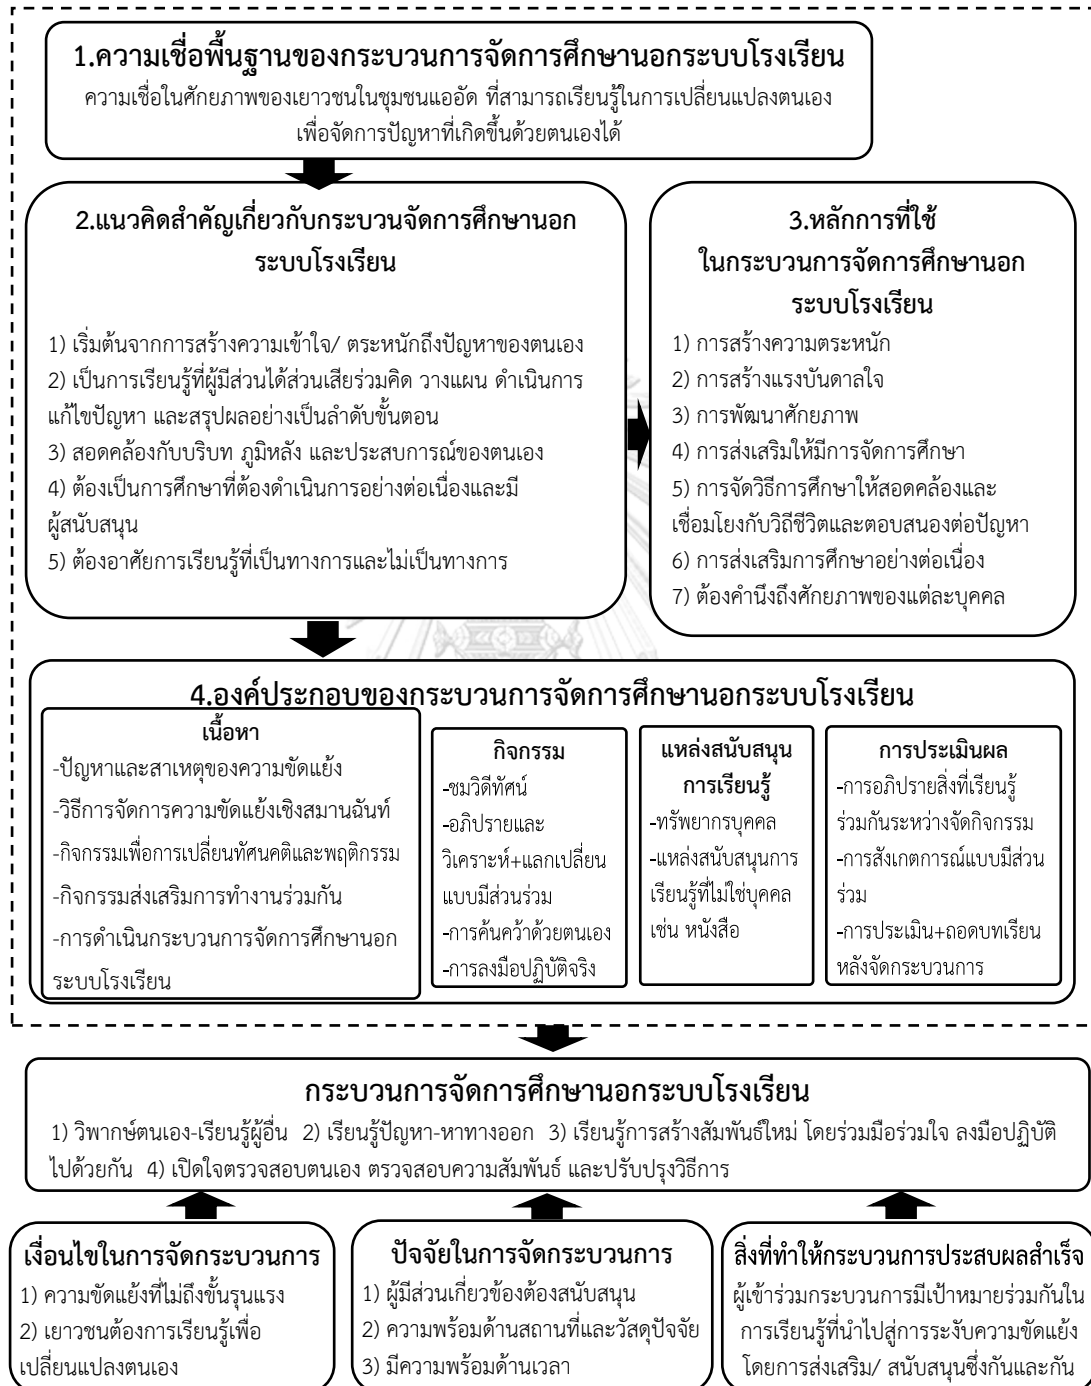 1.ความเชื่อพื้นฐานของกระบวนการจัดการศึกษานอกระบบโรงเรียน
ความเชื่อในศักยภาพของเยาวชนในชุมชนแออัด ที่สามารถเรียนรู้ในการเปลี่ยนแปลงตนเอง
เพื่อจัดการปัญหาที่เกิดขึ้นด้วยตนเองได้
2.แนวคิดสำคัญเกี่ยวกับกระบวนจัดการศึกษานอก
ระบบโรงเรียน
1) เริ่มต้นจากการสร้างความเข้าใจ/ ตระหนักถึงปัญหาของตนเอง
2) เป็นการเรียนรู้ที่ผู้มีส่วนได้ส่วนเสียร่วมคิด วางแผน ดำเนินการ
แก้ไขปัญหา และสรุปผลอย่างเป็นลำดับขั้นตอน
3) สอดคล้องกับบริบท ภูมิหลัง และประสบการณ์ของตนเอง
4) ต้องเป็นการศึกษาที่ต้องดำเนินการอย่างต่อเนื่องและมี
ผู้สนับสนุน
5) ต้องอาศัยการเรียนรู้ที่เป็นทางการและไม่เป็นทางการ
3.หลักการที่ใช้
ในกระบวนการจัดการศึกษานอก
ระบบโรงเรียน
1) การสร้างความตระหนัก
2) การสร้างแรงบันดาลใจ
3) การพัฒนาศักยภาพ
4) การส่งเสริมให้มีการจัดการศึกษา
5) การจัดวิธีการศึกษาให้สอดคล้องและ
เชื่อมโยงกับวิถีชีวิตและตอบสนองต่อปัญหา
6) การส่งเสริมการศึกษาอย่างต่อเนื่อง
7) ต้องคำนึงถึงศักยภาพของแต่ละบุคคล
4.องค์ประกอบของกระบวนการจัดการศึกษานอกระบบโรงเรียน
เนื้อหา
-ปัญหาและสาเหตุของความขัดแย้ง
-วิธีการจัดการความขัดแย้งเชิงสมานฉันท์
-กิจกรรมเพื่อการเปลี่ยนทัศนคติและพฤติกรรม
-กิจกรรมส่งเสริมการทำงานร่วมกัน
-การดำเนินกระบวนการจัดการศึกษานอก
ระบบโรงเรียน
กิจกรรม
-ชมวิดีทัศน์
-อภิปรายและ
วิเคราะห์+แลกเปลี่ยน
แบบมีส่วนร่วม
-การค้นคว้าด้วยตนเอง
-การลงมือปฏิบัติจริง
แหล่งสนับสนุน
การเรียนรู้
-ทรัพยากรบุคคล
-แหล่งสนับสนุนการ
เรียนรู้ที่ไม่ใช่บุคคล
เช่น หนังสือ
การประเมินผล
-การอภิปรายสิ่งที่เรียนรู้
ร่วมกันระหว่างจัดกิจกรรม
-การสังเกตการณ์แบบมีส่วน
ร่วม
-การประเมิน+ถอดบทเรียน
หลังจัดกระบวนการ
กระบวนการจัดการศึกษานอกระบบโรงเรียน
1) วิพากษ์ตนเอง-เรียนรู้ผู้อื่น 2) เรียนรู้ปัญหา-หาทางออก 3) เรียนรู้การสร้างสัมพันธ์ใหม่ โดยร่วมมือร่วมใจ ลงมือปฏิบัติ
ไปด้วยกัน 4) เปิดใจตรวจสอบตนเอง ตรวจสอบความสัมพันธ์ และปรับปรุงวิธีการ
เงื่อนไขในการจัดกระบวนการ
1) ความขัดแย้งที่ไม่ถึงขั้นรุนแรง
2) เยาวชนต้องการเรียนรู้เพื่อ
เปลี่ยนแปลงตนเอง
ปัจจัยในการจัดกระบวนการ
1) ผู้มีส่วนเกี่ยวข้องต้องสนับสนุน
2) ความพร้อมด้านสถานที่และวัสดุปัจจัย
3) มีความพร้อมด้านเวลา
สิ่งที่ทำให้กระบวนการประสบผลสำเร็จ
ผู้เข้าร่วมกระบวนการมีเป้าหมายร่วมกันใน
การเรียนรู้ที่นำไปสู่การระงับความขัดแย้ง
โดยการส่งเสริม/ สนับสนุนซึ่งกันและกัน